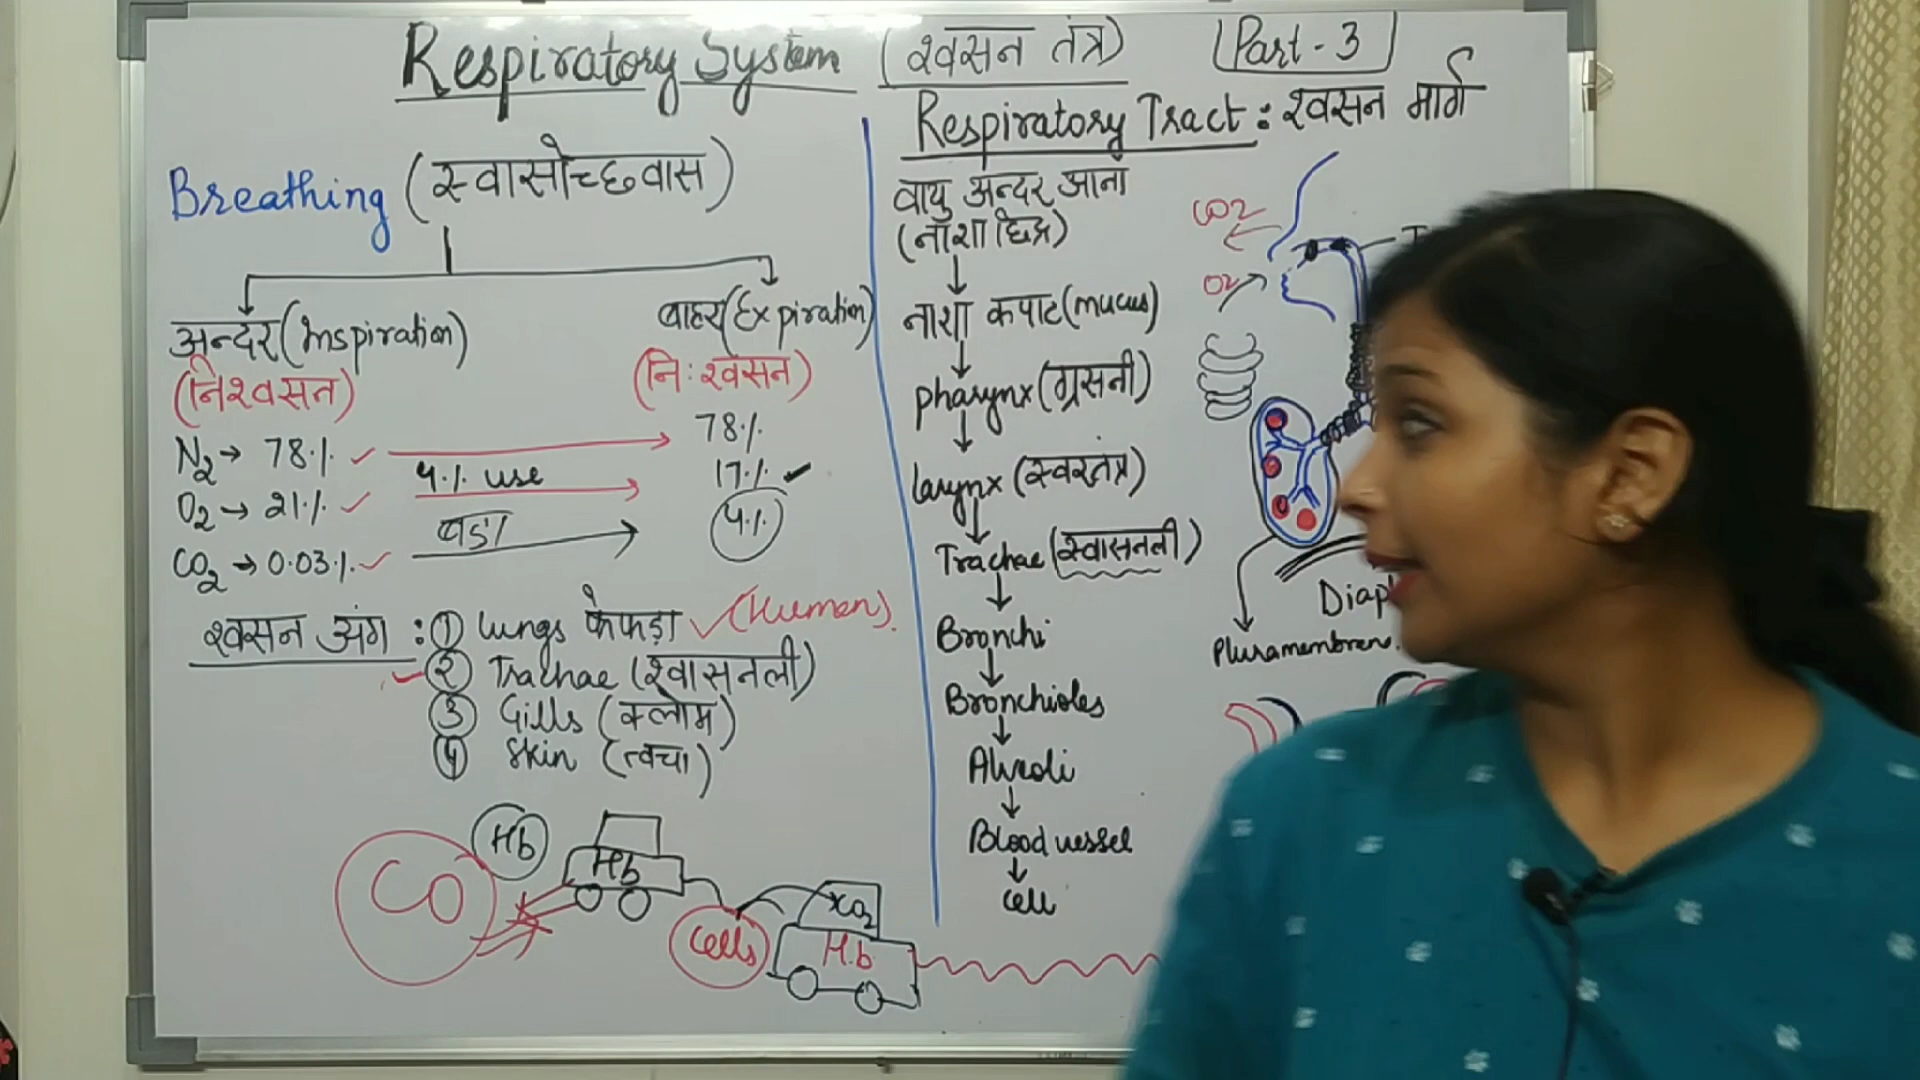 Respiratory System (श्वसन तंत्र) Part - 3
Breathing (स्वासोच्छवास)
अन्दर (Inspiration)
(निश्वसन)
बाहर (Expiration)
(नि:श्वसन)
N2 → 78% 78%
O2 → 21% 4% use 17%
CO2 → 0.03% बड़ा 4%
श्वसन अंग : ① lungs फेफड़ा (Human).
② Trachae (श्वासनली)
③ Gills (क्लोम)
④ Skin (त्वचा)
CO
Hb
Hb
Cells
CO2
H.b
Respiratory Tract : श्वसन मार्ग
वायु अन्दर आना
(नाशा छिद्र)
↓
नाशा कपाट (mucus)
↓
pharynx (ग्रसनी)
↓
larynx (स्वरतंत्र)
↓
Trachae (स्वासनली)
↓
Bronchi
↓
Bronchioles
↓
Alveoli
↓
Blood vessel
↓
Cell
CO2
O2
Pluramembrane.